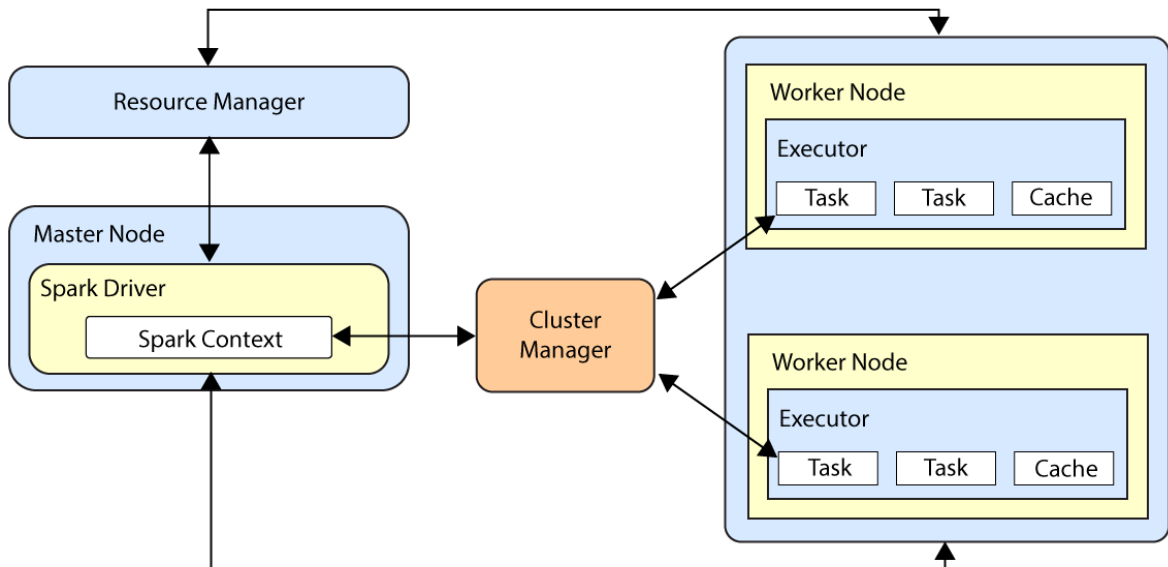 Resource Manager
Master Node
Spark Driver
Spark Context
Cluster
Manager
Worker Node
Executor
Task Task Cache
Worker Node
Executor
Task Task Cache